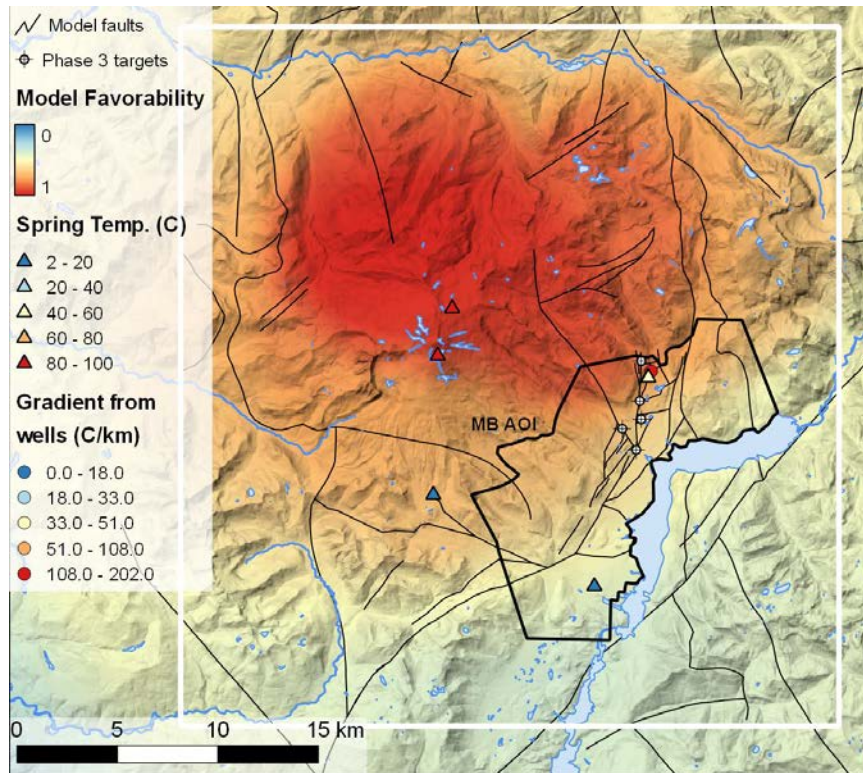 Model faults
Phase 3 targets
Model Favorability
0
1
Spring Temp. (C)
2 - 20
20 - 40
40 - 60
60 - 80
80 - 100
Gradient from
wells (C/km)
0.0 - 18.0
18.0 - 33.0
33.0 - 51.0
51.0 - 108.0
108.0 - 202.0
MB AOI
0 5 10 15 km